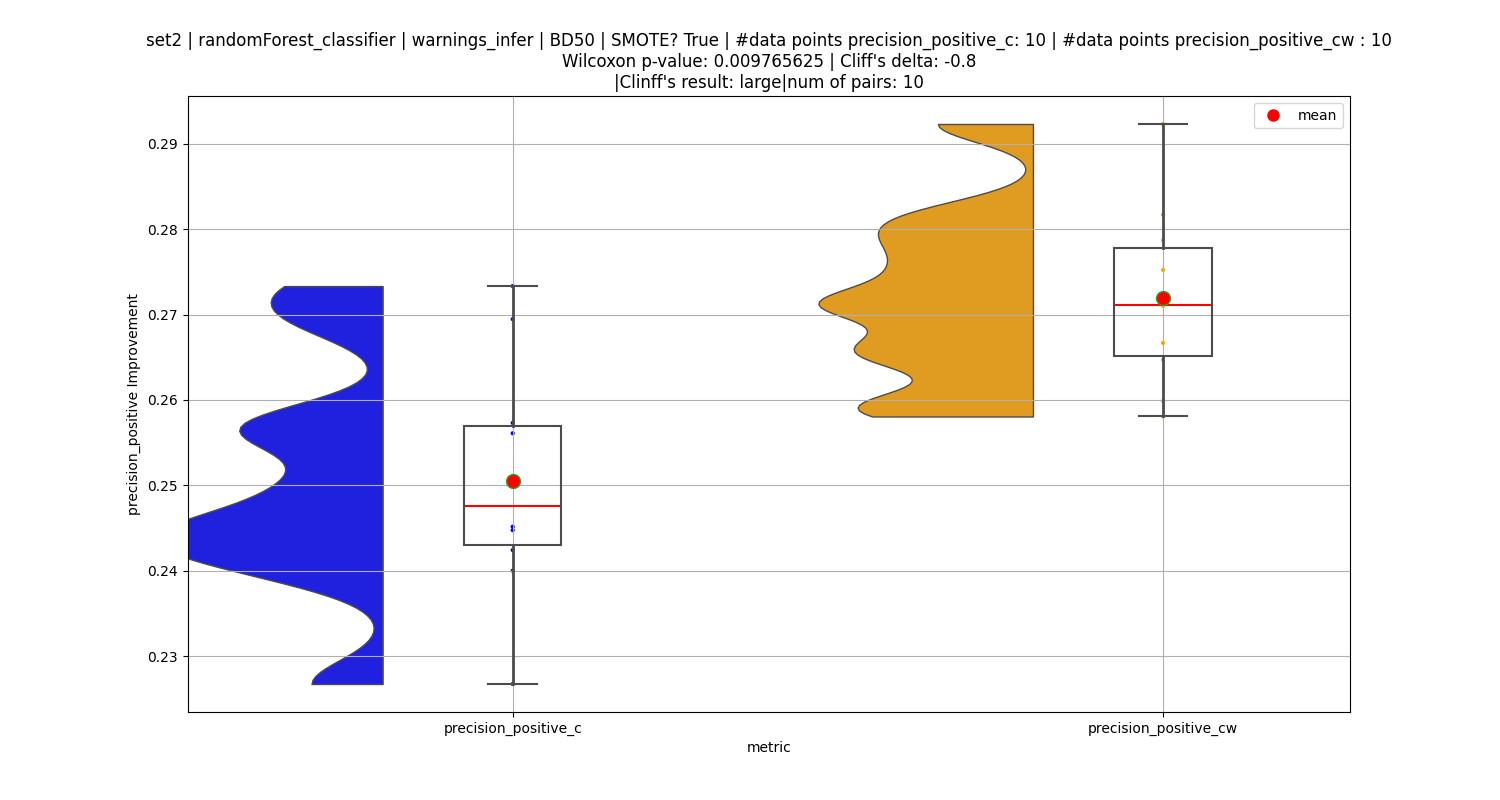 set2 | randomForest_classifier | warnings_infer | BD50 | SMOTE? True | #data points precision_positive_c: 10 | #data points precision_positive_cw : 10
Wilcoxon p-value: 0.009765625 | Cliff's delta: -0.8
|Clinff's result: large|num of pairs: 10
mean
precision_positive Improvement
0.29
0.28
0.27
0.26
0.25
0.24
0.23
precision_positive_c
precision_positive_cw
metric